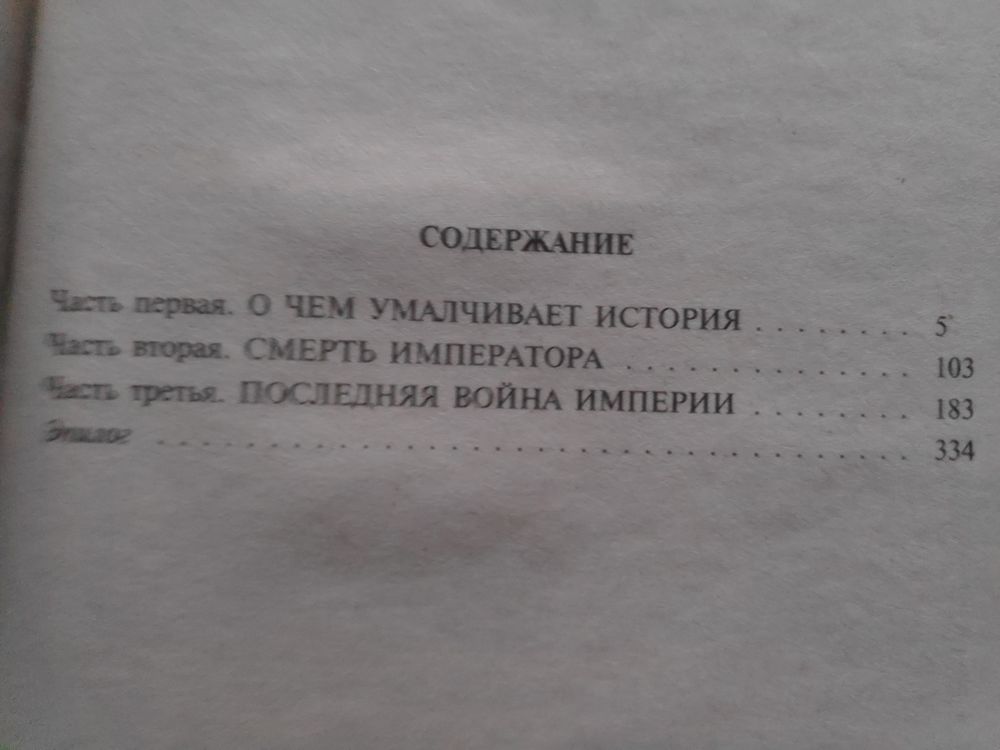 СОДЕРЖАНИЕ
Часть первая. О ЧЕМ УМАЛЧИВАЕТ ИСТОРИЯ . . . . . . . . 5
Часть вторая. СМЕРТЬ ИМПЕРАТОРА . . . . . . . . . . . . . . 103
Часть третья. ПОСЛЕДНЯЯ ВОЙНА ИМПЕРИИ . . . . . . . . 183
Эпилог . . . . . . . . . . . . . . . . . . . . . . . . . . . . . . . . . 334